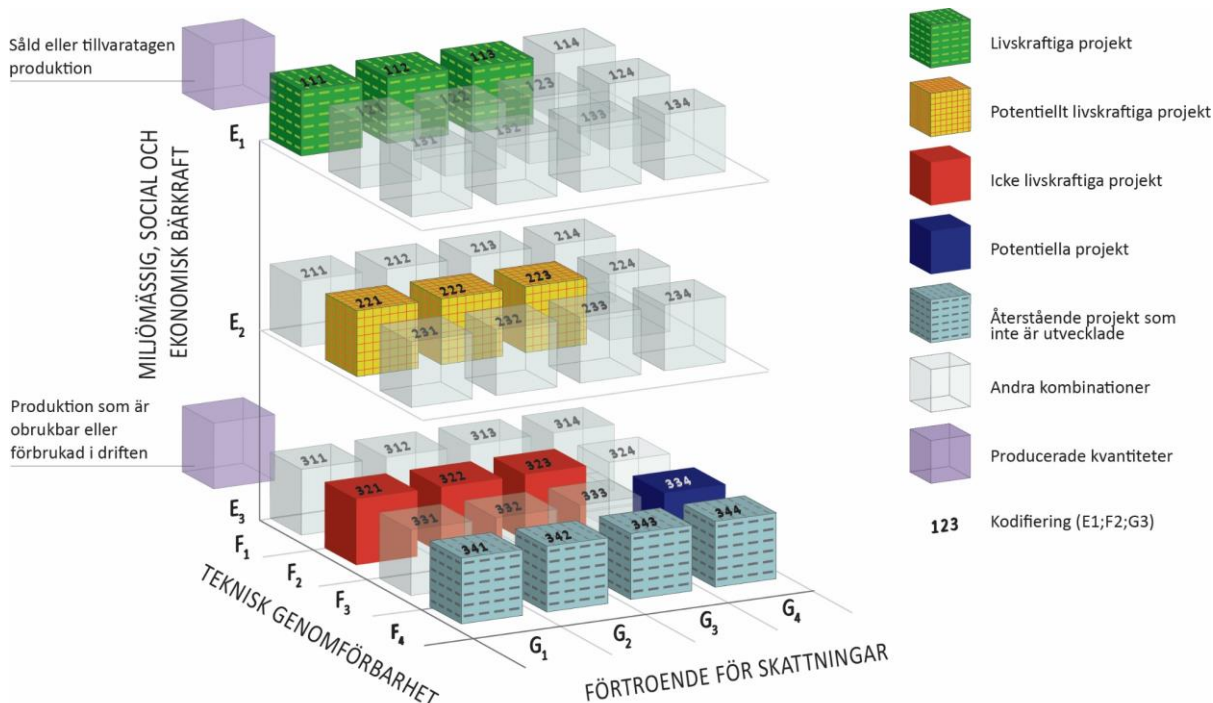 Såld eller tillvaratagen
produktion
MILJÖMÄSSIG, SOCIAL OCH
EKONOMISK BÄRKRAFT
Produktion som är
obrukbar eller
förbrukad i driften
E1
111
112
113
114
121
122
123
124
131
132
133
134
E2
211
212
213
214
221
222
223
224
231
232
233
234
E3
311
312
313
314
321
322
323
324
331
332
333
334
341
342
343
344
F1
F2
F3
F4
TEKNISK GENOMFÖRBARHET
G1
G2
G3
G4
FÖRTROENDE FÖR SKATTNINGAR
Livskraftiga projekt
Potentiellt livskraftiga projekt
Icke livskraftiga projekt
Potentiella projekt
Återstående projekt som
inte är utvecklade
Andra kombinationer
Producerade kvantiteter
123 Kodifiering (E1;F2;G3)